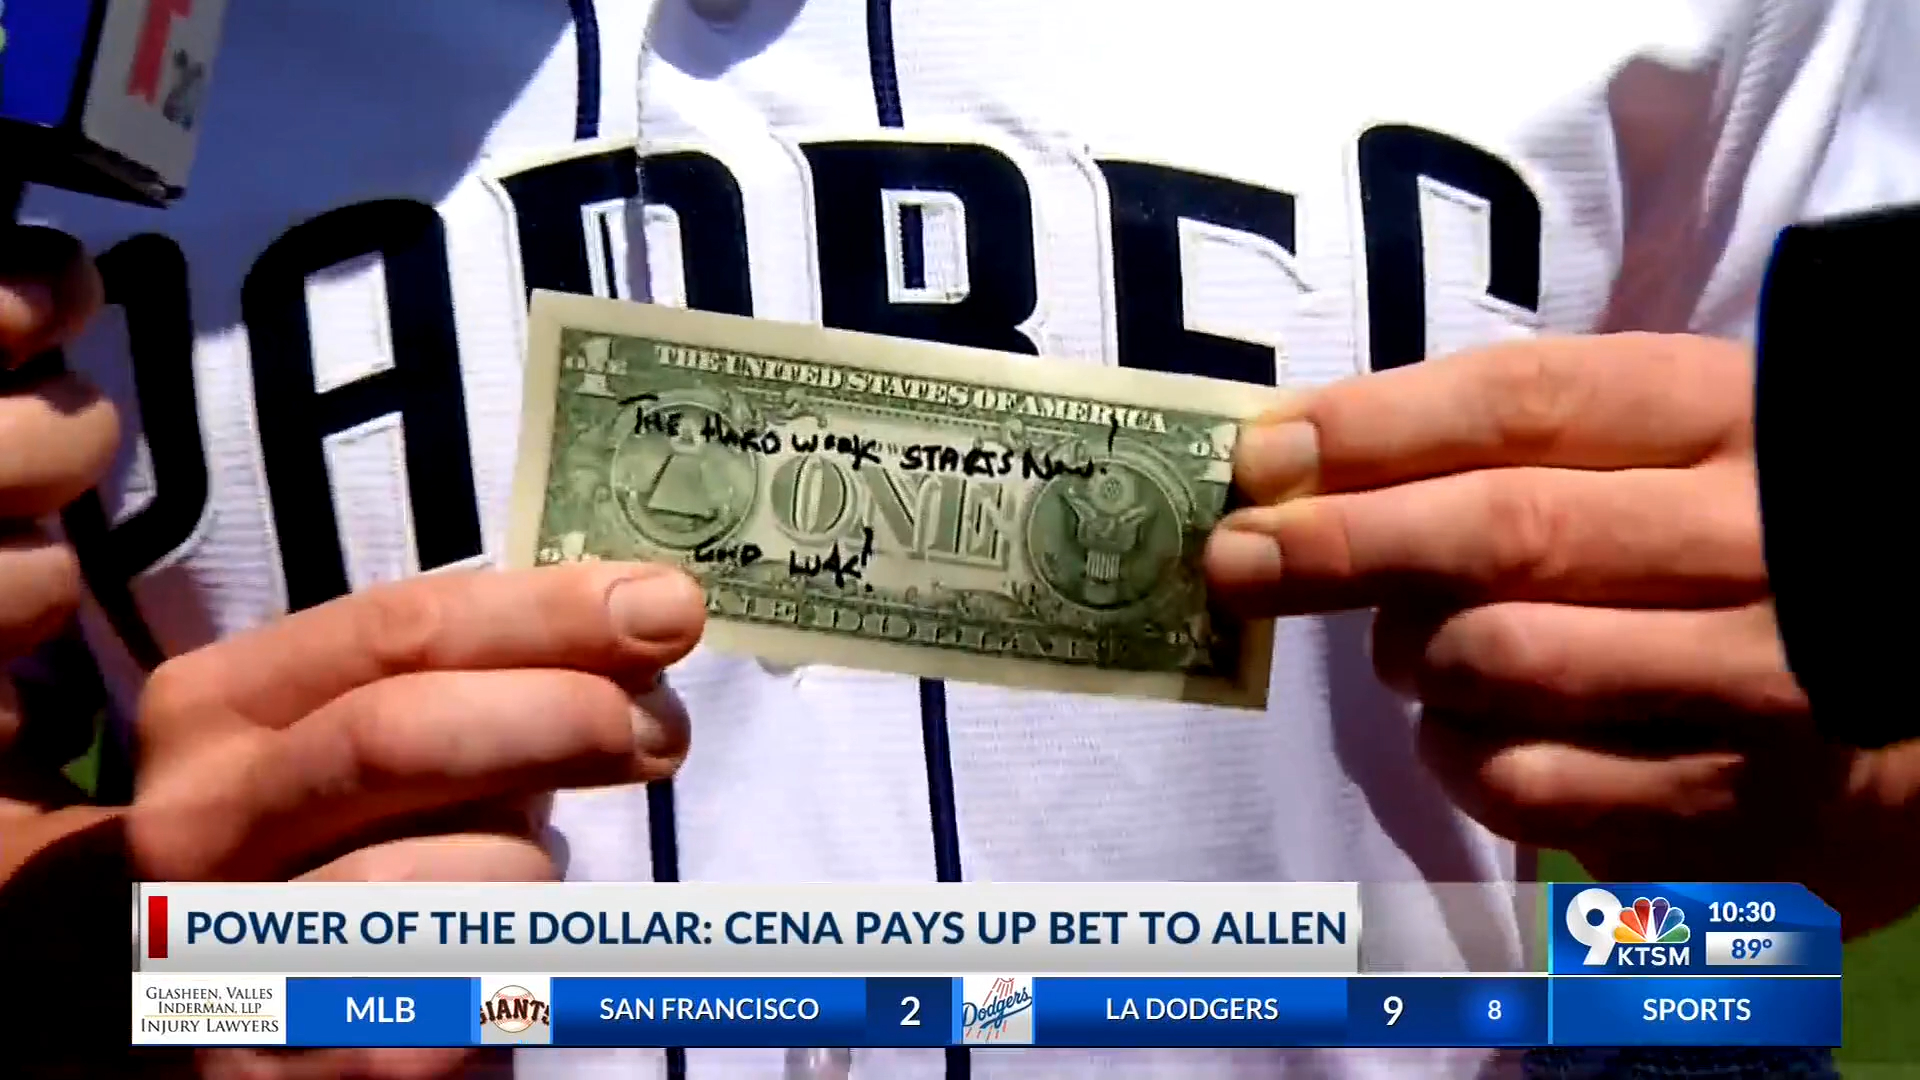 THE UNITED STATES OF AMERICA
THE HARD WORK "STARTS NOW!
ONE
GOOD LUCK!
POWER OF THE DOLLAR: CENA PAYS UP BET TO ALLEN
9 KTSM
10:30
89°
GLASHEEN, VALLES
INDERMAN, LLP
INJURY LAWYERS
MLB
GIANTS
SAN FRANCISCO 2
Dodgers
LA DODGERS 9
8
SPORTS